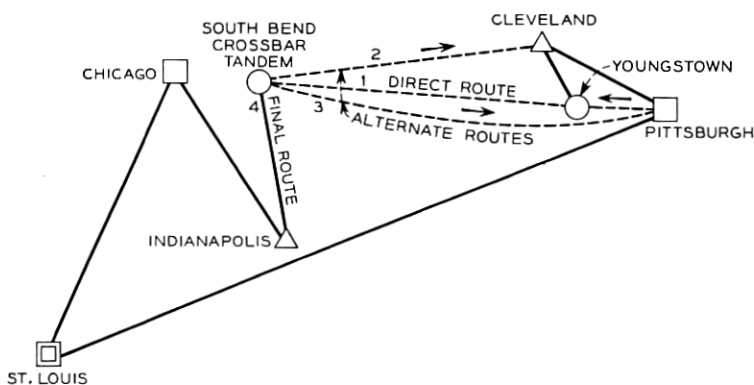 CLEVELAND
SOUTH BEND
CROSSBAR
TANDEM
2
YOUNGSTOWN
CHICAGO
1 DIRECT ROUTE
4
3
ALTERNATE ROUTES
PITTSBURGH
FINAL ROUTE
INDIANAPOLIS
ST. LOUIS